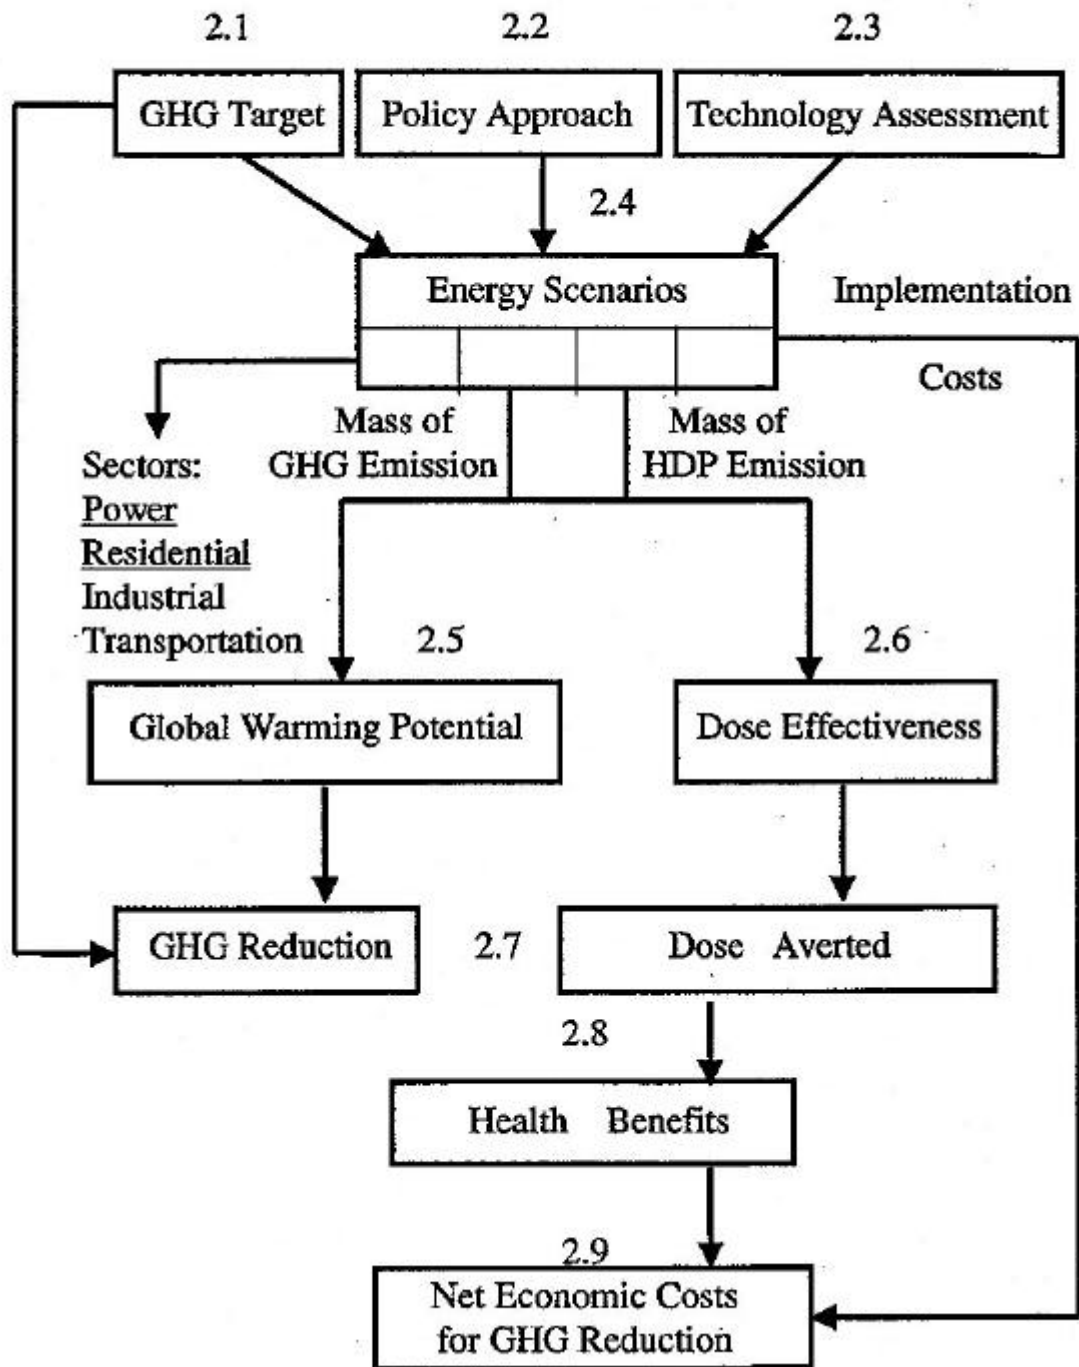 2.1 2.2 2.3
GHG Target Policy Approach Technology Assessment
2.4
Energy Scenarios Implementation
Costs
Mass of Mass of
GHG Emission HDP Emission
Sectors:
Power
Residential
Industrial
Transportation
2.5 2.6
Global Warming Potential Dose Effectiveness
GHG Reduction 2.7 Dose Averted
2.8
Health Benefits
2.9
Net Economic Costs
for GHG Reduction